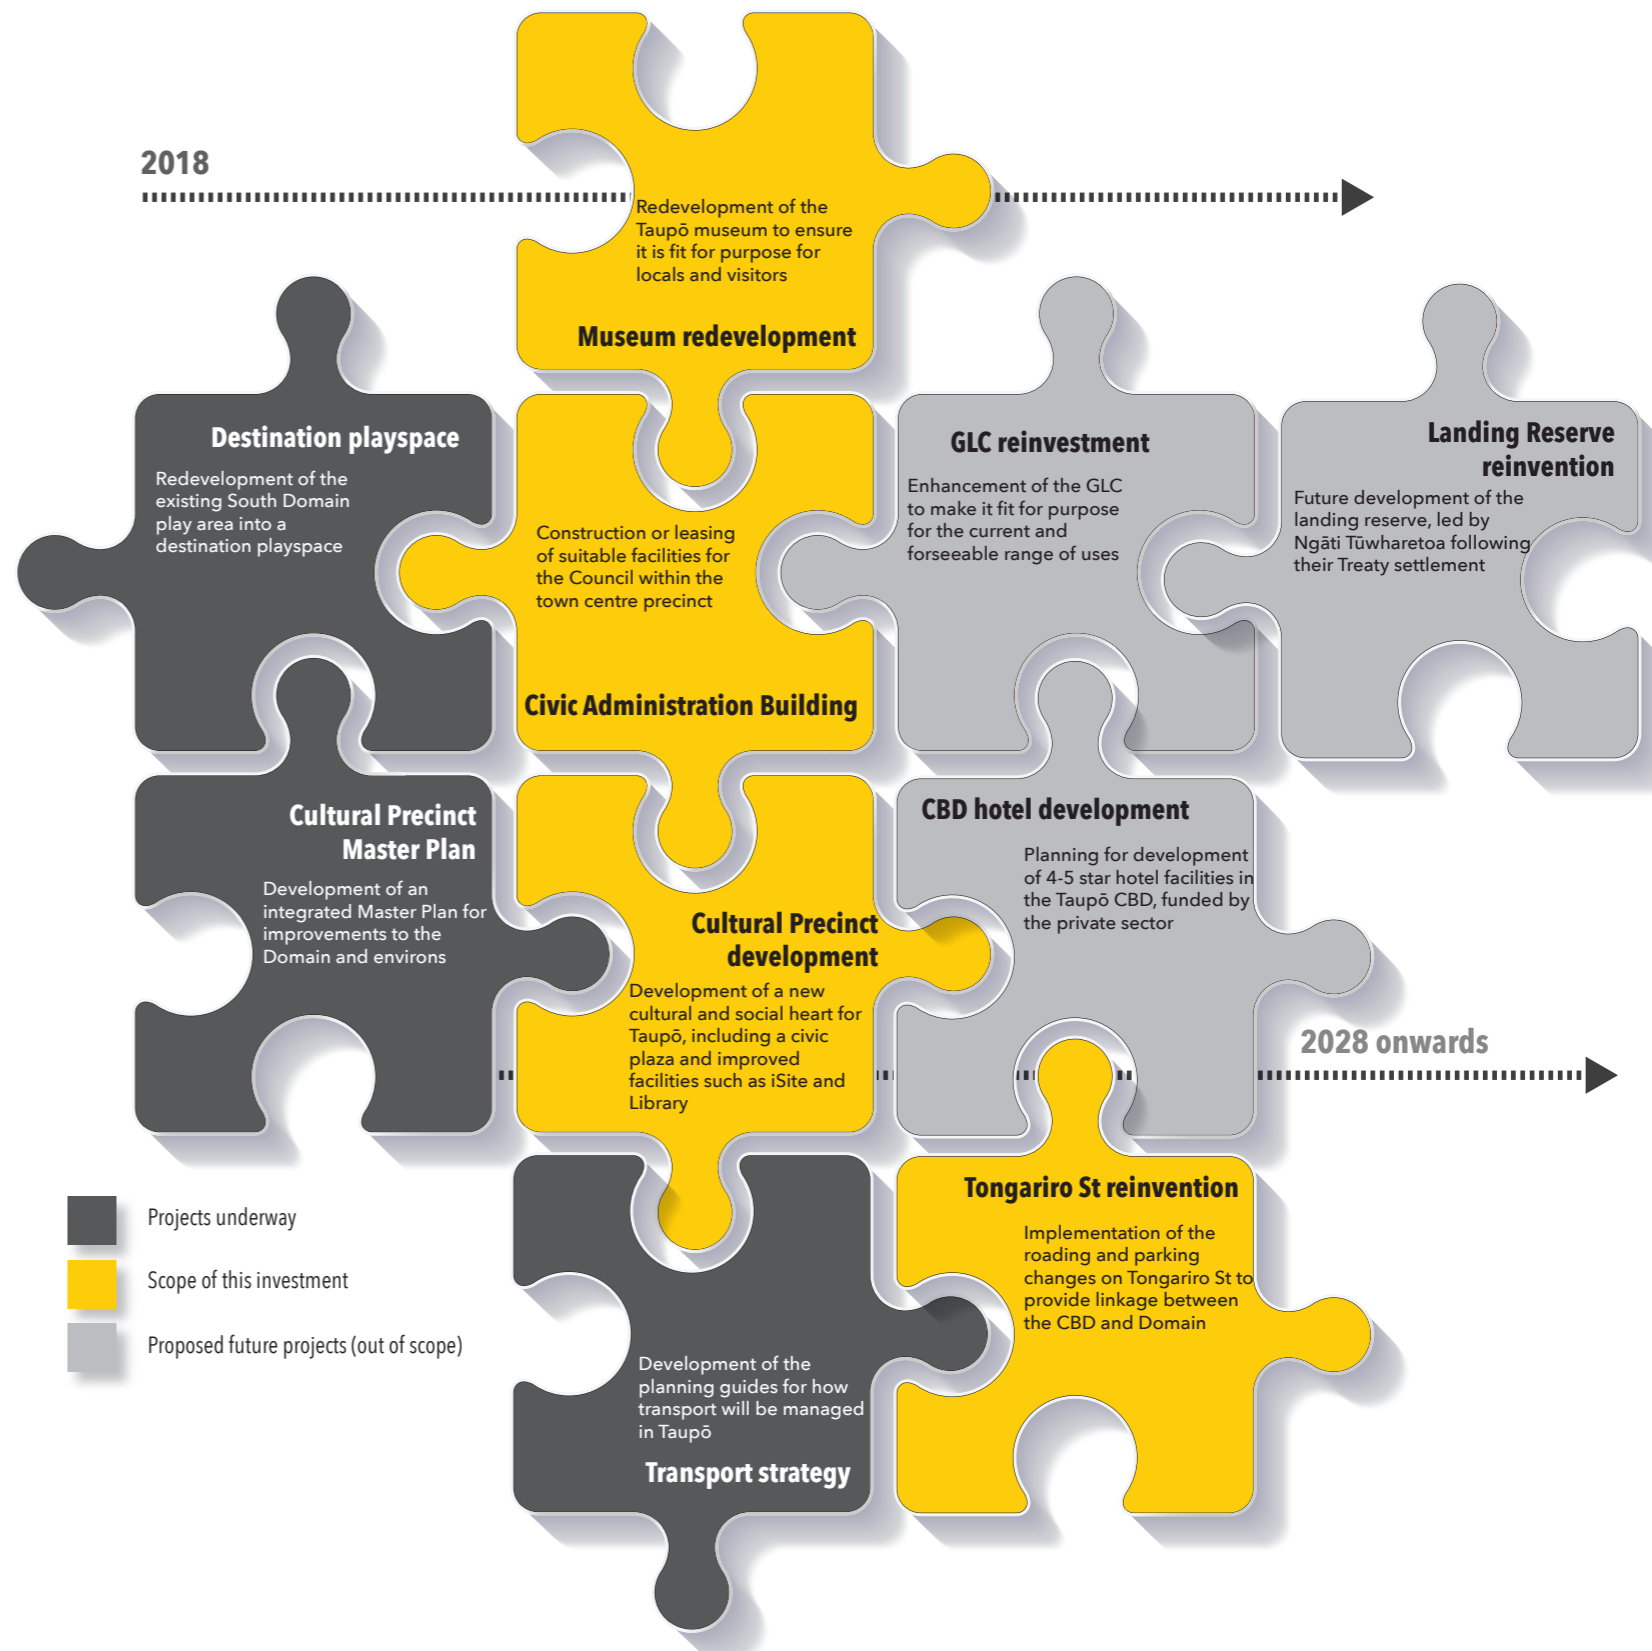 2018
Redevelopment of the
Taupō museum to ensure
it is fit for purpose for
locals and visitors
Museum redevelopment
Destination playspace
Redevelopment of the
existing South Domain
play area into a
destination playspace
Construction or leasing
of suitable facilities for
the Council within the
town centre precinct
Civic Administration Building
GLC reinvestment
Enhancement of the GLC
to make it fit for purpose
for the current and
forseeable range of uses
Landing Reserve
reinvention
Future development of the
landing reserve, led by
Ngāti Tūwharetoa following
their Treaty settlement
Cultural Precinct
Master Plan
Development of an
integrated Master Plan for
improvements to the
Domain and environs
Cultural Precinct
development
Development of a new
cultural and social heart for
Taupō, including a civic
plaza and improved
facilities such as iSite and
Library
CBD hotel development
Planning for development
of 4-5 star hotel facilities in
the Taupō CBD, funded by
the private sector
2028 onwards
Projects underway
Scope of this investment
Proposed future projects (out of scope)
Development of the
planning guides for how
transport will be managed
in Taupō
Transport strategy
Tongariro St reinvention
Implementation of the
roading and parking
changes on Tongariro St to
provide linkage between
the CBD and Domain